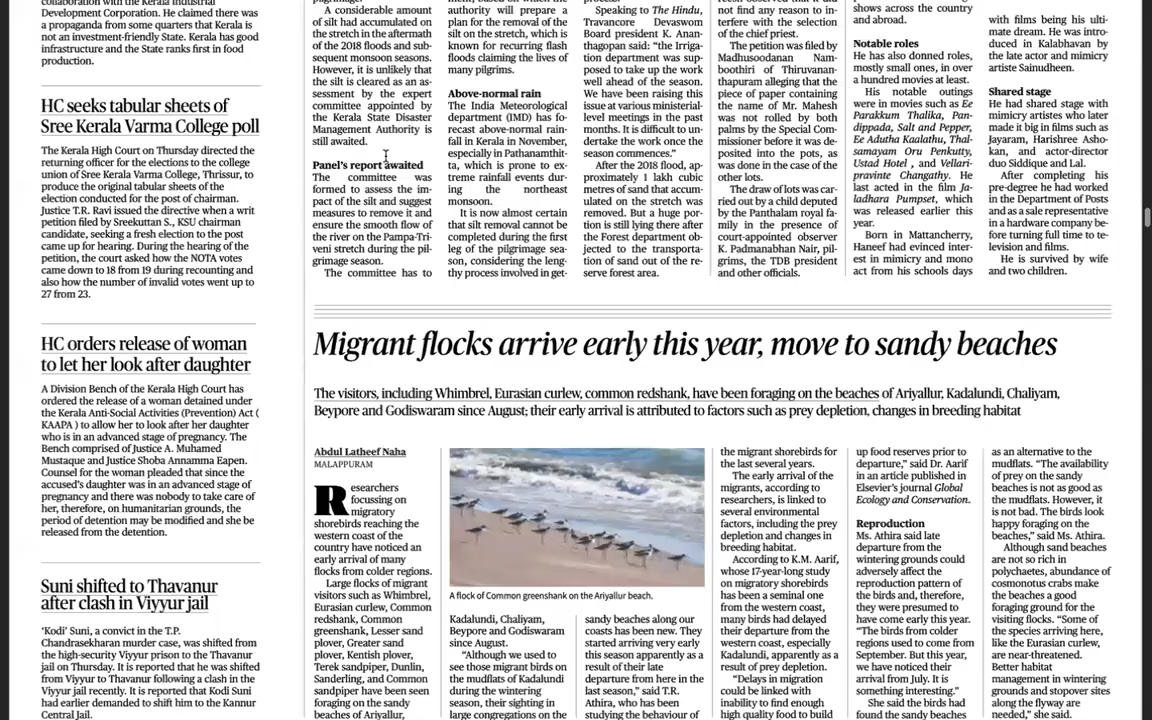 collaboration with the Kerala Industrial
Development Corporation. He claimed there was
a propaganda from some quarters that Kerala is
not an investment-friendly State. Kerala has good
infrastructure and the State ranks first in food
production.
HC seeks tabular sheets of
Sree Kerala Varma College poll
The Kerala High Court on Thursday directed the
returning officer for the elections to the college
union of Sree Kerala Varma College, Thrissur, to
produce the original tabular sheets of the
election conducted for the post of chairman.
Justice T.R. Ravi issued the directive when a writ
petition filed by Sreekuttan S., KSU chairman
candidate, seeking a fresh election to the post
came up for hearing. During the hearing of the
petition, the court asked how the NOTA votes
came down to 18 from 19 during recounting and
also how the number of invalid votes went up to
27 from 23.
HC orders release of woman
to let her look after daughter
A Division Bench of the Kerala High Court has
ordered the release of a woman detained under
the Kerala Anti-Social Activities (Prevention) Act (
KAAPA ) to allow her to look after her daughter
who is in an advanced stage of pregnancy. The
Bench comprised of Justice A. Muhamed
Mustaque and Justice Shoba Annamma Eapen.
Counsel for the woman pleaded that since the
accused's daughter was in an advanced stage of
pregnancy and there was nobody to take care of
her, therefore, on humanitarian grounds, the
period of detention may be modified and she be
released from the detention.
Suni shifted to Thavanur
after clash in Viyyur jail
'Kodi' Suni, a convict in the T.P.
Chandrasekharan murder case, was shifted from
the high-security Viyyur prison to the Thavanur
jail on Thursday. It is reported that he was shifted
from Viyyur to Thavanur following a clash in the
Viyyur jail recently. It is reported that Kodi Suni
had earlier demanded to shift him to the Kannur
Central Jail.
A considerable amount
of silt had accumulated on
the stretch in the aftermath
of the 2018 floods and sub-
sequent monsoon seasons.
However, it is unlikely that
the silt is cleared as an as-
sessment by the expert
committee appointed by
the Kerala State Disaster
Management Authority is
still awaited.
Panel's report awaited
The committee was
formed to assess the im-
pact of the silt and suggest
measures to remove it and
ensure the smooth flow of
the river on the Pampa-Tri-
veni stretch during the pil-
grimage season.
The committee has to
authority will prepare a
plan for the removal of the
silt on the stretch, which is
known for recurring flash
floods claiming the lives of
many pilgrims.
Above-normal rain
The India Meteorological
department (IMD) has fo-
recast above-normal rain-
fall in Kerala in November,
especially in Pathanamthit-
ta, which is prone to ex-
treme rainfall events dur-
ing the northeast
monsoon.
It is now almost certain
that silt removal cannot be
completed during the first
leg of the pilgrimage sea-
son, considering the leng-
thy process involved in get-
Speaking to The Hindu,
Travancore Devaswom
Board president K. Anan-
thagopan said: “the Irriga-
tion department was sup-
posed to take up the work
well ahead of the season.
We have been raising this
issue at various ministerial-
level meetings in the past
months. It is difficult to un-
dertake the work once the
season commences.”
After the 2018 flood, ap-
proximately 1 lakh cubic
metres of sand that accum-
ulated on the stretch was
removed. But a huge por-
tion is still lying there after
the Forest department ob-
jected to the transporta-
tion of sand out of the re-
serve forest area.
not find any reason to in-
terfere with the selection
of the chief priest.
The petition was filed by
Madhusoodanan Nam-
boothiri of Thiruvanan-
thapuram alleging that the
piece of paper containing
the name of Mr. Mahesh
was not rolled by both
palms by the Special Com-
missioner before it was de-
posited into the pots, as
was done in the case of the
other lots.
The draw of lots was car-
ried out by a child deputed
by the Panthalam royal fa-
mily in the presence of
court-appointed observer
K. Padmanabhan Nair, pil-
grims, the TDB president
and other officials.
shows across the country
and abroad.
Notable roles
He has also donned roles,
mostly small ones, in over
a hundred movies at least.
His notable outings
were in movies such as Ee
Parakkum Thalika, Pan-
dippada, Salt and Pepper,
Ee Adutha Kaalathu, Thal-
samayam Oru Penkutty,
Ustad Hotel , and Vellari-
pravinte Changathy. He
last acted in the film Ja-
ladhara Pumpset, which
was released earlier this
year.
Born in Mattancherry,
Haneef had evinced inter-
est in mimicry and mono
act from his schools days
with films being his ulti-
mate dream. He was intro-
duced in Kalabhavan by
the late actor and mimicry
artiste Sainudheen.
Shared stage
He had shared stage with
mimicry artistes who later
made it big in films such as
Jayaram, Harishree Asho-
kan, and actor-director
duo Siddique and Lal.
After completing his
pre-degree he had worked
in the Department of Posts
and as a sale representative
in a hardware company be-
fore turning full time to te-
levision and films.
He is survived by wife
and two children.
Migrant flocks arrive early this year, move to sandy beaches
The visitors, including Whimbrel, Eurasian curlew, common redshank, have been foraging on the beaches of Ariyallur, Kadalundi, Chaliyam,
Beypore and Godiswaram since August; their early arrival is attributed to factors such as prey depletion, changes in breeding habitat
Abdul Latheef Naha
MALAPPURAM
Researchers
focussing on
migratory
shorebirds reaching the
western coast of the
country have noticed an
early arrival of many
flocks from colder regions.
Large flocks of migrant
visitors such as Whimbrel,
Eurasian curlew, Common
redshank, Common
greenshank, Lesser sand
plover, Greater sand
plover, Kentish plover,
Terek sandpiper, Dunlin,
Sanderling, and Common
sandpiper have been seen
foraging on the sandy
beaches of Ariyallur,
A flock of Common greenshank on the Ariyallur beach.
Kadalundi, Chaliyam,
Beypore and Godiswaram
since August.
“Although we used to
see those migrant birds on
the mudflats of Kadalundi
during the wintering
season, their sighting in
large congregations on the
sandy beaches along our
coasts has been new. They
started arriving very early
this season apparently as a
result of their late
departure from here in the
last season,” said T.R.
Athira, who has been
studying the behaviour of
the migrant shorebirds for
the last several years.
The early arrival of the
migrants, according to
researchers, is linked to
several environmental
factors, including the prey
depletion and changes in
breeding habitat.
According to K.M. Aarif,
whose 17-year-long study
on migratory shorebirds
has been a seminal one
from the western coast,
many birds had delayed
their departure from the
western coast, especially
Kadalundi, apparently as a
result of prey depletion.
“Delays in migration
could be linked with
inability to find enough
high quality food to build
up food reserves prior to
departure,” said Dr. Aarif
in an article published in
Elsevier's journal Global
Ecology and Conservation.
Reproduction
Ms. Athira said late
departure from the
wintering grounds could
adversely affect the
reproduction pattern of
the birds and, therefore,
they were presumed to
have come early this year.
“The birds from colder
regions used to come from
September. But this year,
we have noticed their
arrival from July. It is
something interesting.”
She said the birds had
found the sandy beaches
as an alternative to the
mudflats. “The availability
of prey on the sandy
beaches is not as good as
the mudflats. However, it
is not bad. The birds look
happy foraging on the
beaches,” said Ms. Athira.
Although sand beaches
are not so rich in
polychaetes, abundance of
cosmonotus crabs make
the beaches a good
foraging ground for the
visiting flocks. “Some of
the species arriving here,
like the Eurasian curlew,
are near-threatened.
Better habitat
management in wintering
grounds and stopover sites
along the flyway are
needed,” she said.